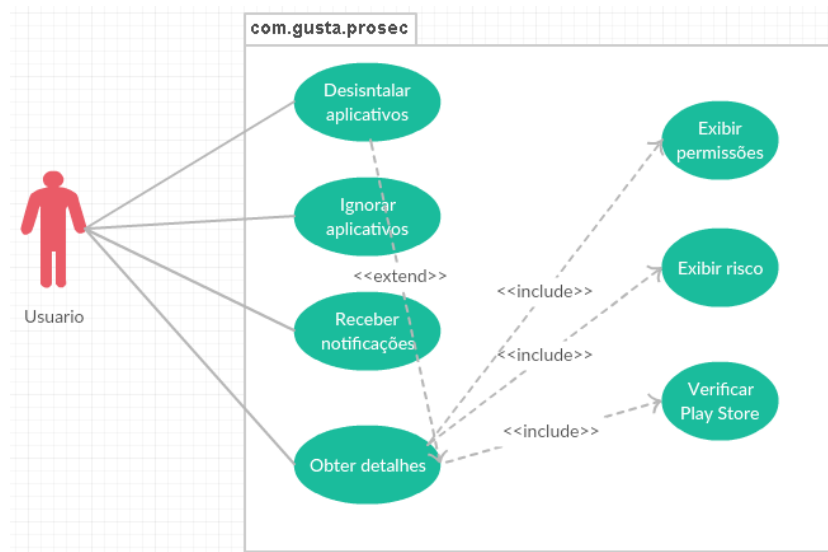 com.gusta.prosec
Desisntalar
aplicativos
Exibir
permissões
Ignorar
aplicativos
Exibir risco
<<extend>>
<<include>>
Usuario
Receber
notificações
<<include>>
Verificar
Play Store
<<include>>
Obter detalhes